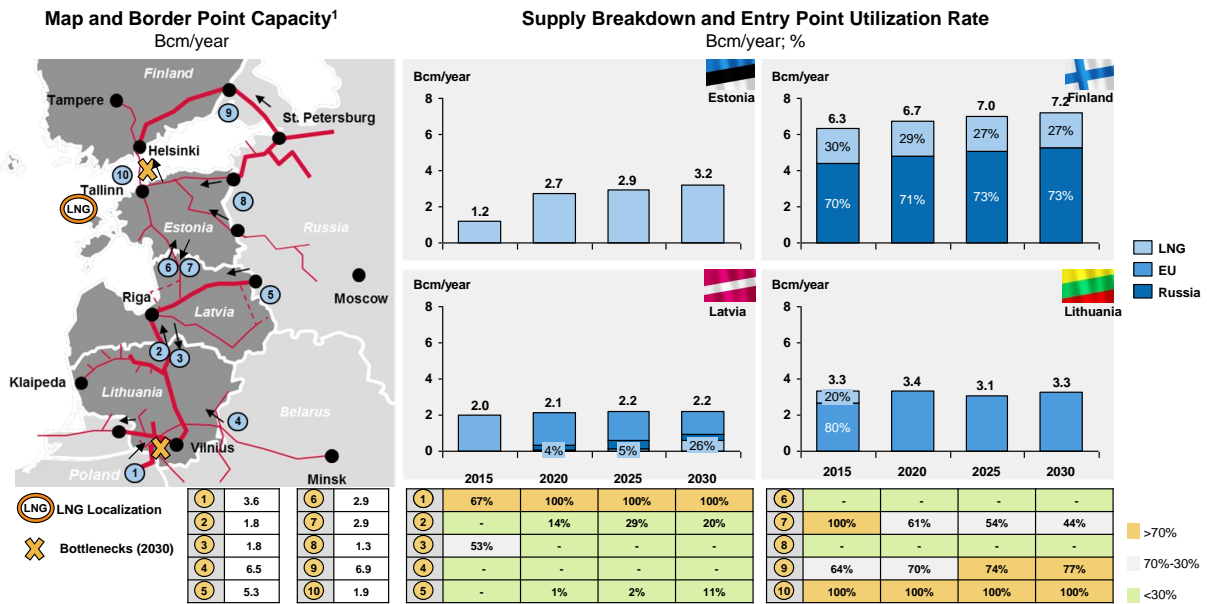 Map and Border Point Capacity¹
Bcm/year
Supply Breakdown and Entry Point Utilization Rate
Bcm/year; %
Finland
Tampere
9
St. Petersburg
Helsinki
10
Tallinn
LNG
8
Estonia
Russia
6 7
5
Riga
Moscow
Latvia
2 3
Klaipeda
Lithuania
4
Belarus
Vilnius
Poland
1
Minsk
Bcm/year
Estonia
8
6
4
2
0
1.2
2.7
2.9
3.2
Bcm/year
Finland
8
6
4
2
0
6.3
6.7
7.0
7.2
30%
29%
27%
27%
70%
71%
73%
73%
LNG
EU
Russia
Bcm/year
Latvia
8
6
4
2
0
2.0
2.1
2.2
2.2
4%
5%
26%
2015 2020 2025 2030
Bcm/year
Lithuania
8
6
4
2
0
3.3
3.4
3.1
3.3
20%
80%
2015 2020 2025 2030
LNG LNG Localization
Bottlenecks (2030)
1 3.6
2 1.8
3 1.8
4 6.5
5 5.3
6 2.9
7 2.9
8 1.3
9 6.9
10 1.9
1 67% 100% 100% 100%
2 - 14% 29% 20%
3 53% - - -
4 - - - -
5 - 1% 2% 11%
6 - - - -
7 100% 61% 54% 44%
8 - - - -
9 64% 70% 74% 77%
10 100% 100% 100% 100%
>70%
70%-30%
<30%